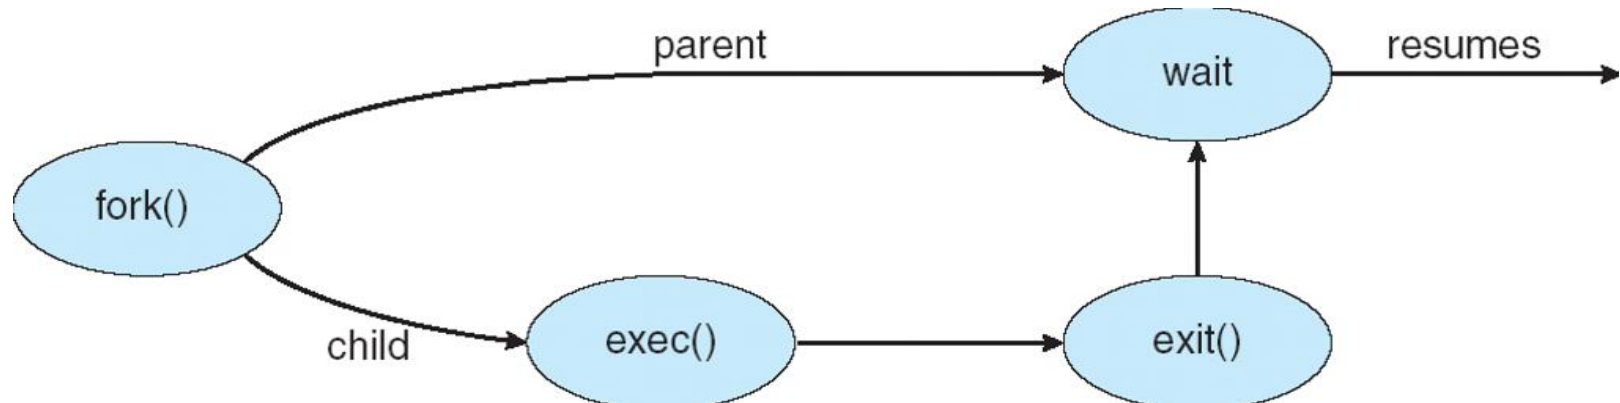 parent
resumes
wait
fork()
child
exec()
exit()